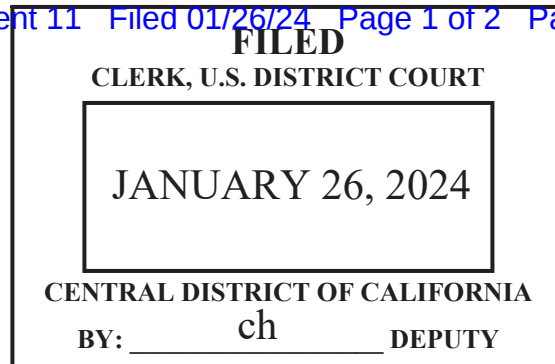 nt 11 Filed 01/26/24 Page 1 of 2 Pa
FILED
CLERK, U.S. DISTRICT COURT
JANUARY 26, 2024
CENTRAL DISTRICT OF CALIFORNIA
BY: ch DEPUTY